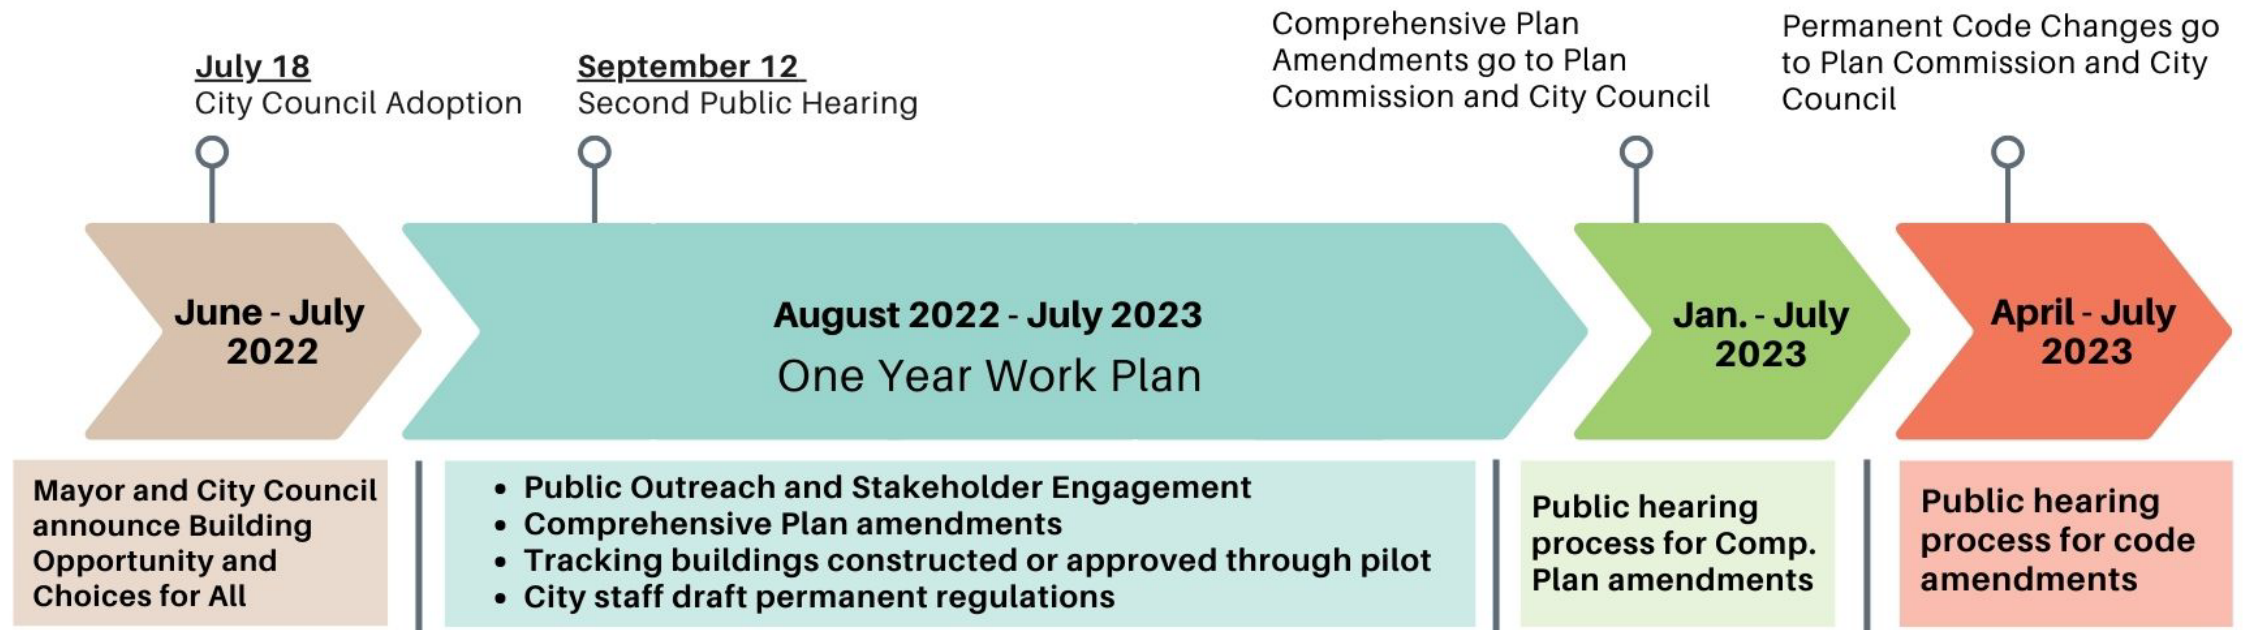 July 18
City Council Adoption
September 12
Second Public Hearing
Comprehensive Plan
Amendments go to Plan
Commission and City Council
Permanent Code Changes go
to Plan Commission and City
Council
June - July
2022
August 2022 - July 2023
One Year Work Plan
Jan. - July
2023
April - July
2023
Mayor and City Council
announce Building
Opportunity and
Choices for All
• Public Outreach and Stakeholder Engagement
• Comprehensive Plan amendments
• Tracking buildings constructed or approved through pilot
• City staff draft permanent regulations
Public hearing
process for Comp.
Plan amendments
Public hearing
process for code
amendments